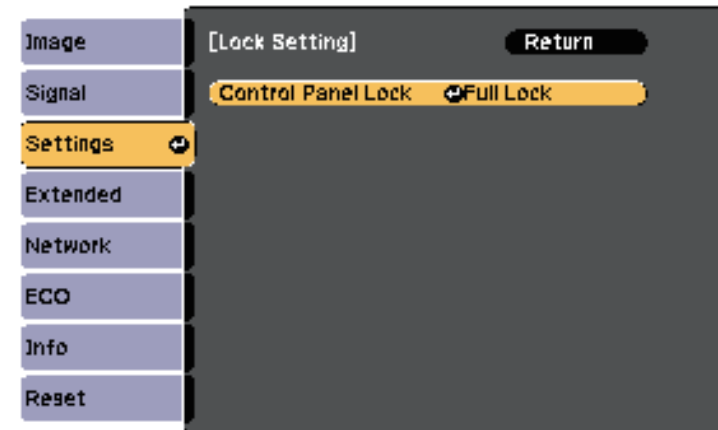 Image
Signal
Settings
Extended
Network
ECO
Info
Reset
[Lock Setting]
Return
Control Panel Lock Full Lock